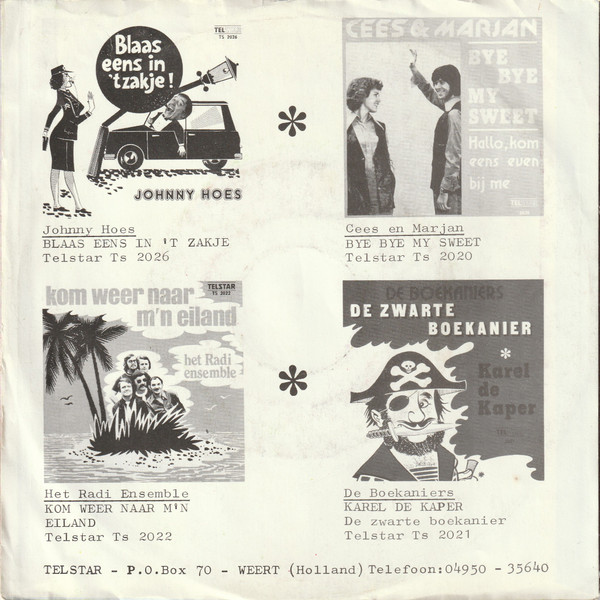 Blaas
eens in
'tzakje!
TEL
TS 2026
JOHNNY HOES
Johnny Hoes
BLAAS EENS IN 'T ZAKJE
Telstar Ts 2026
CEES & MARJAN
BYE
BYE
MY
SWEET
Hallo, kom
eens even
bij me
TEL
Cees en Marjan
BYE BYE MY SWEET
Telstar Ts 2020
kom weer naar
m'n eiland
TELSTAR
TS 2022
het Radi
ensemble
Het Radi Ensemble
KOM WEER NAAR M'N
EILAND
Telstar Ts 2022
DE BOEKANIERS
DE ZWARTE
BOEKANIER
*
Karel
de
Kaper
TEL
De Boekaniers
KAREL DE KAPER
De zwarte boekanier
Telstar Ts 2021
*
*
TELSTAR - P.O.Box 70 - WEERT (Holland) Telefoon:04950 - 35640